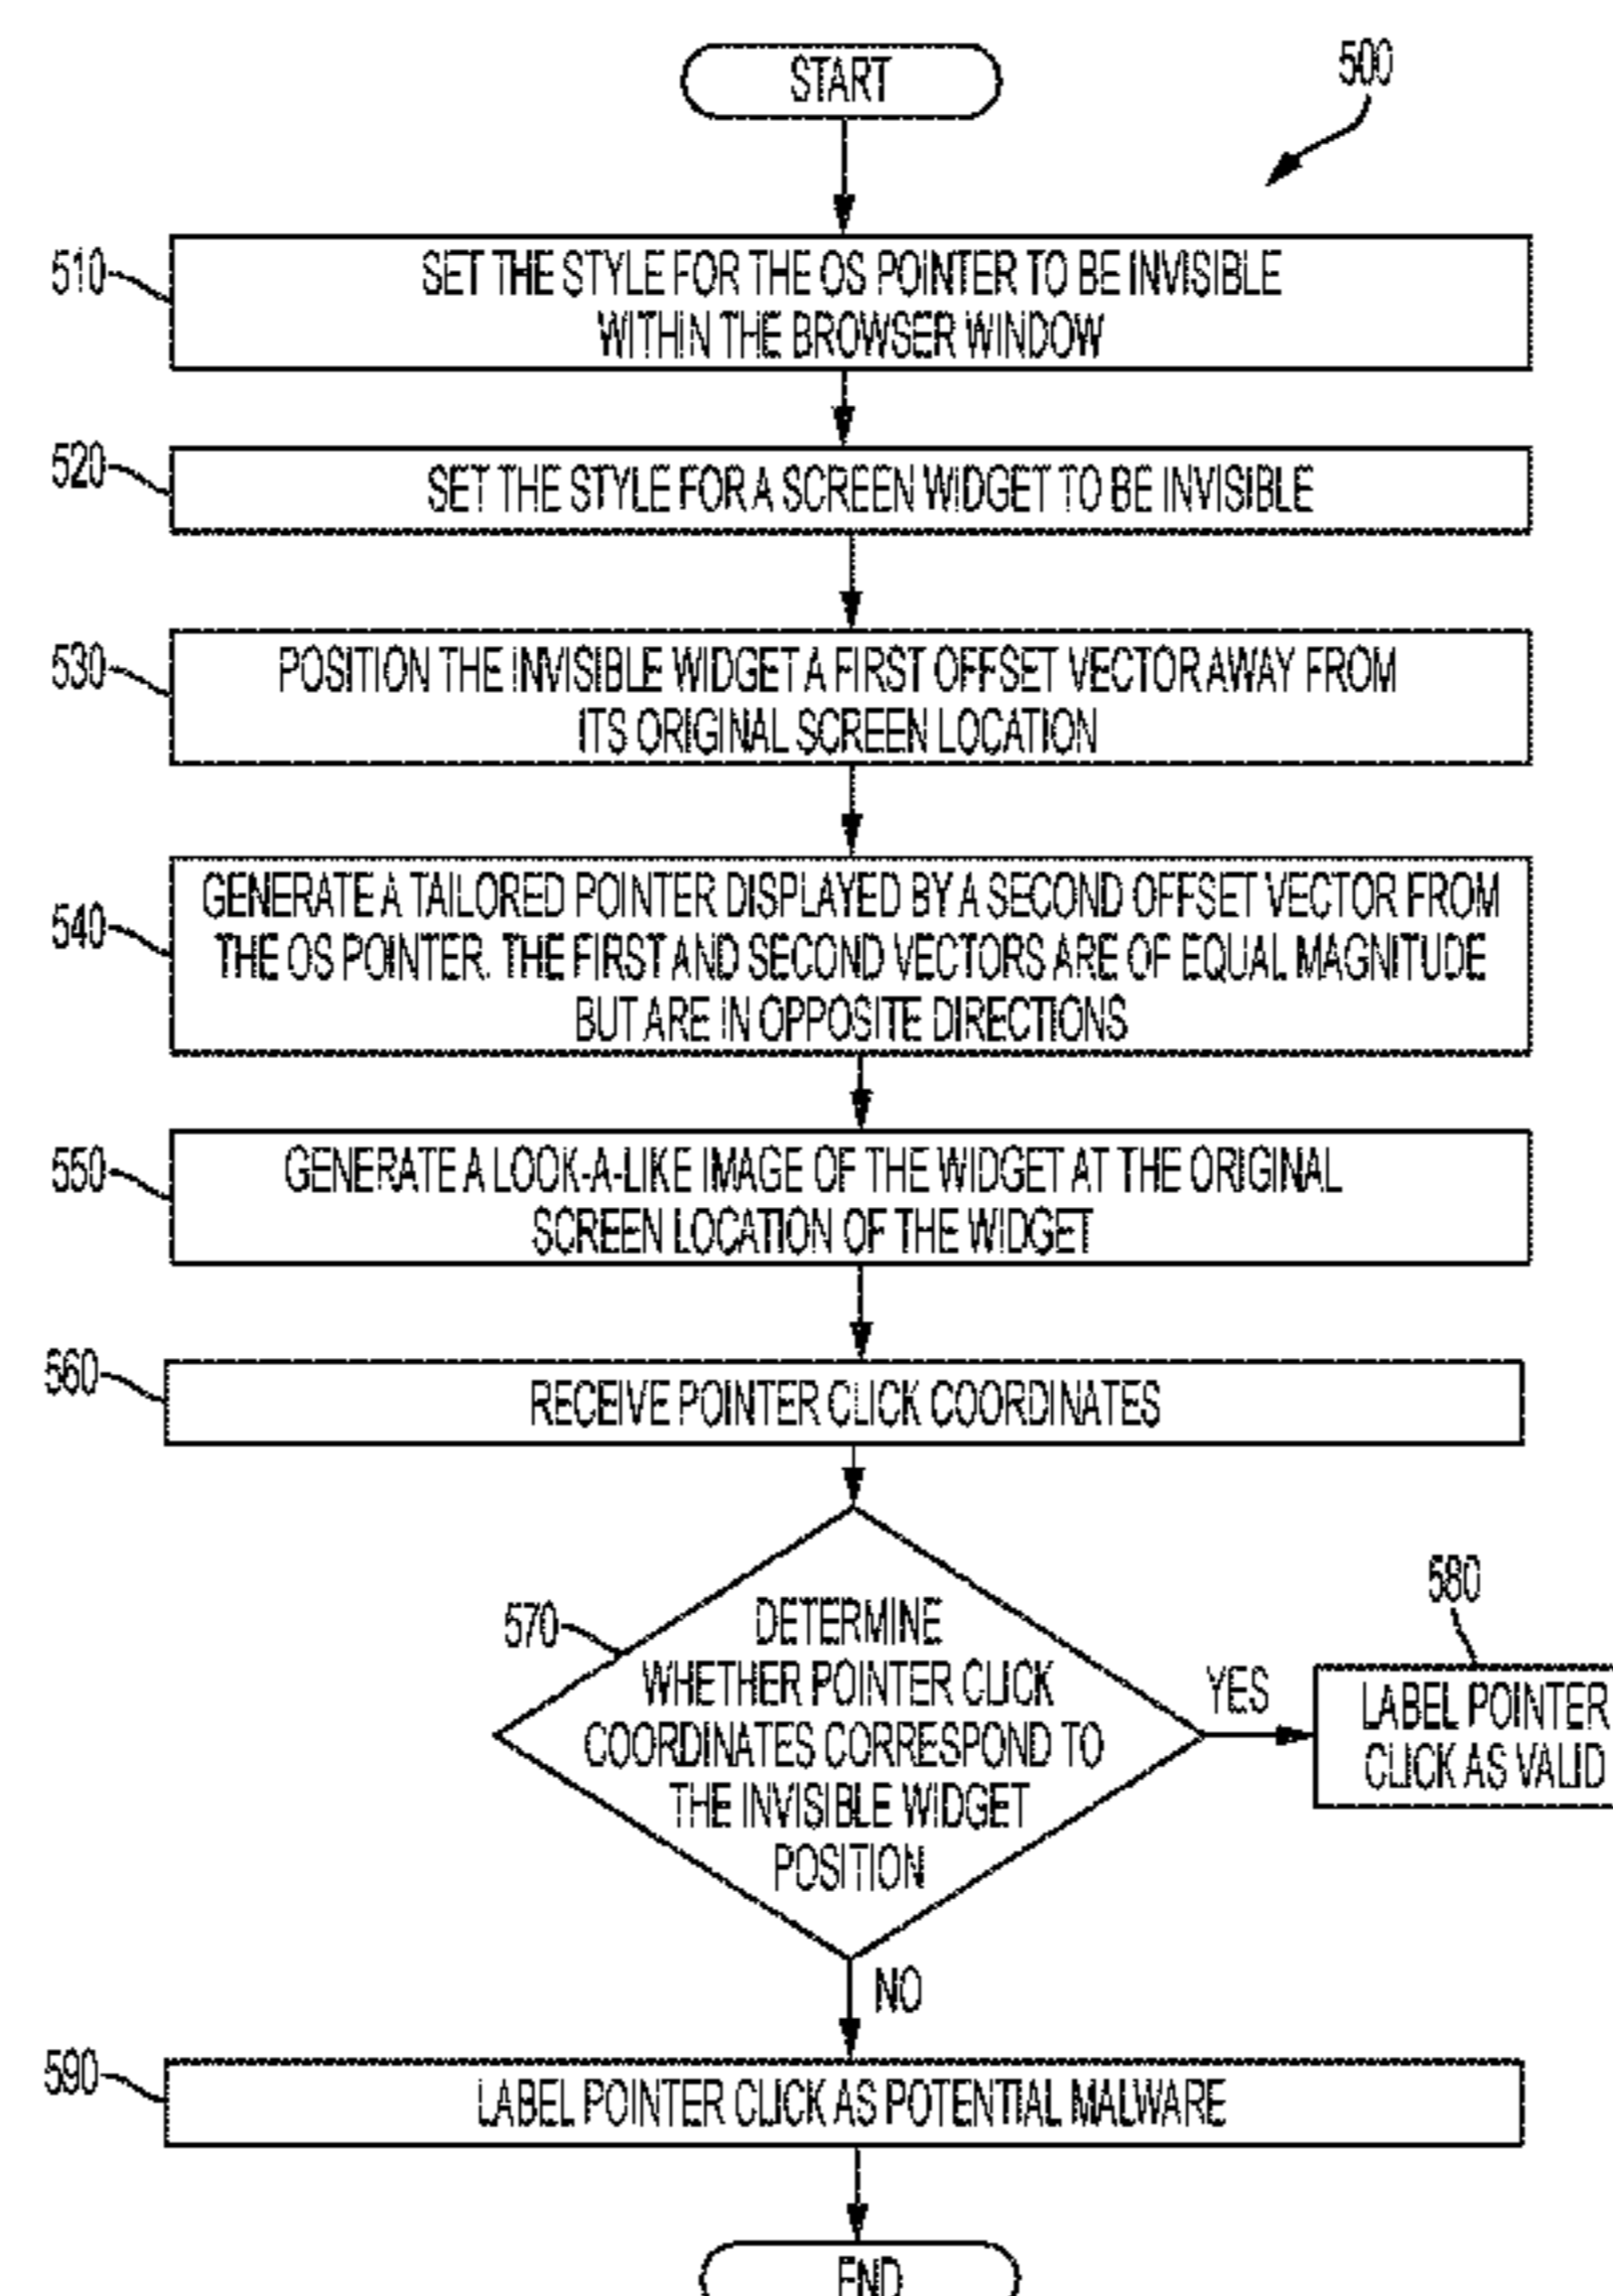 START
500
510
SET THE STYLE FOR THE OS POINTER TO BE INVISIBLE
WITHIN THE BROWSER WINDOW
520
SET THE STYLE FOR A SCREEN WIDGET TO BE INVISIBLE
530
POSITION THE INVISIBLE WIDGET A FIRST OFFSET VECTOR AWAY FROM
ITS ORIGINAL SCREEN LOCATION
540
GENERATE A TAILORED POINTER DISPLAYED BY A SECOND OFFSET VECTOR FROM
THE OS POINTER. THE FIRST AND SECOND VECTORS ARE OF EQUAL MAGNITUDE
BUT ARE IN OPPOSITE DIRECTIONS
550
GENERATE A LOOK-A-LIKE IMAGE OF THE WIDGET AT THE ORIGINAL
SCREEN LOCATION OF THE WIDGET
560
RECEIVE POINTER CLICK COORDINATES
570
DETERMINE
WHETHER POINTER CLICK
COORDINATES CORRESPOND TO
THE INVISIBLE WIDGET
POSITION
YES
580
LABEL POINTER
CLICK AS VALID
NO
590
LABEL POINTER CLICK AS POTENTIAL MALWARE
END